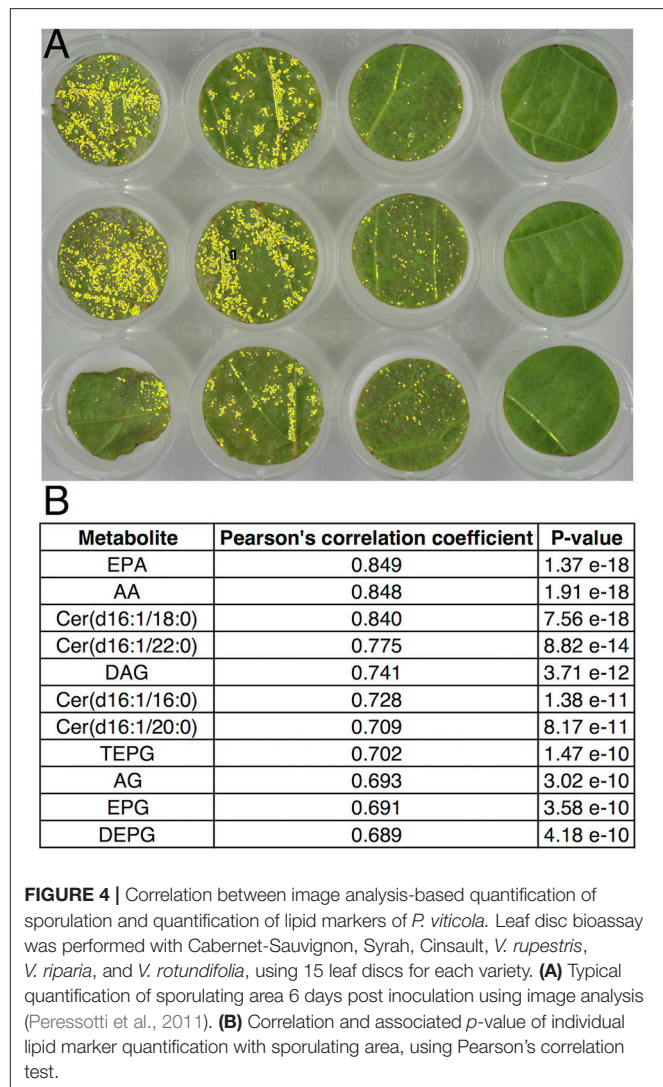 A
1
B
Metabolite Pearson's correlation coefficient P-value
EPA 0.849 1.37 e-18
AA 0.848 1.91 e-18
Cer(d16:1/18:0) 0.840 7.56 e-18
Cer(d16:1/22:0) 0.775 8.82 e-14
DAG 0.741 3.71 e-12
Cer(d16:1/16:0) 0.728 1.38 e-11
Cer(d16:1/20:0) 0.709 8.17 e-11
TEPG 0.702 1.47 e-10
AG 0.693 3.02 e-10
EPG 0.691 3.58 e-10
DEPG 0.689 4.18 e-10
FIGURE 4 | Correlation between image analysis-based quantification of
sporulation and quantification of lipid markers of P. viticola. Leaf disc bioassay
was performed with Cabernet-Sauvignon, Syrah, Cinsault, V. rupestris,
V. riparia, and V. rotundifolia, using 15 leaf discs for each variety. (A) Typical
quantification of sporulating area 6 days post inoculation using image analysis
(Peressotti et al., 2011). (B) Correlation and associated p-value of individual
lipid marker quantification with sporulating area, using Pearson's correlation
test.